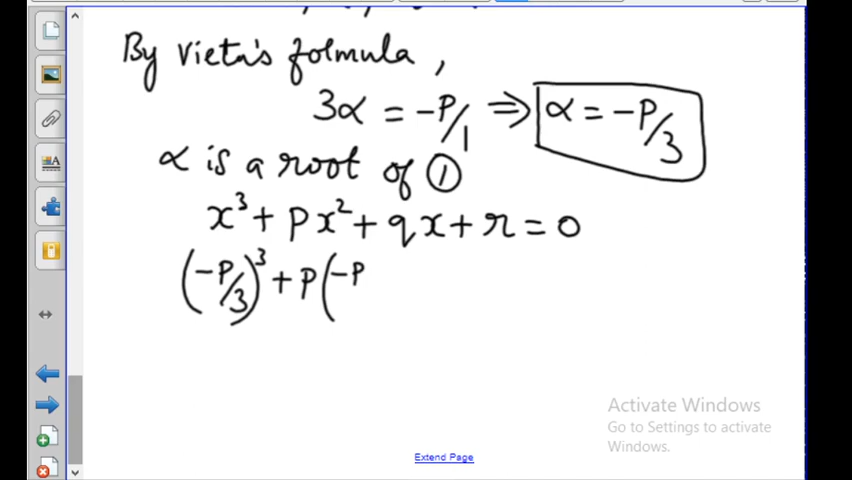 By Vieta's formula,
3α = -P/1 ⇒ α = -P/3
α is a root of ①
x³ + px² + qx + r = 0
(-P/3)³ + P(-P
Activate Windows
Go to Settings to activate
Windows.
Extend Page